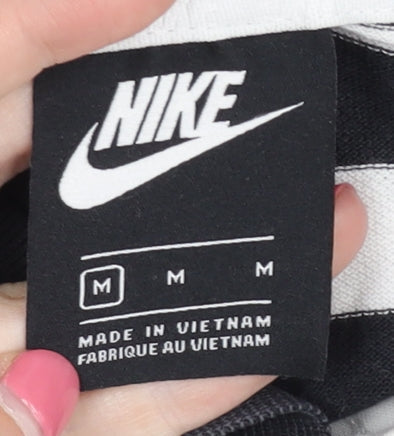 NIKE
M M M
MADE IN VIETNAM
FABRIQUE AU VIETNAM